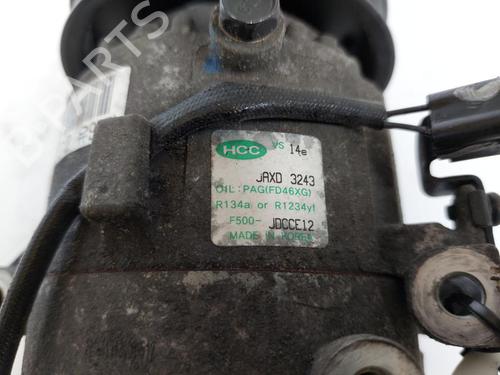 B-PARTS
HCC VS 14e
JAXD 3243
OIL: PAG(FD46XG)
R134a or R1234yf
F500- JDCCE12
MADE IN KOREA